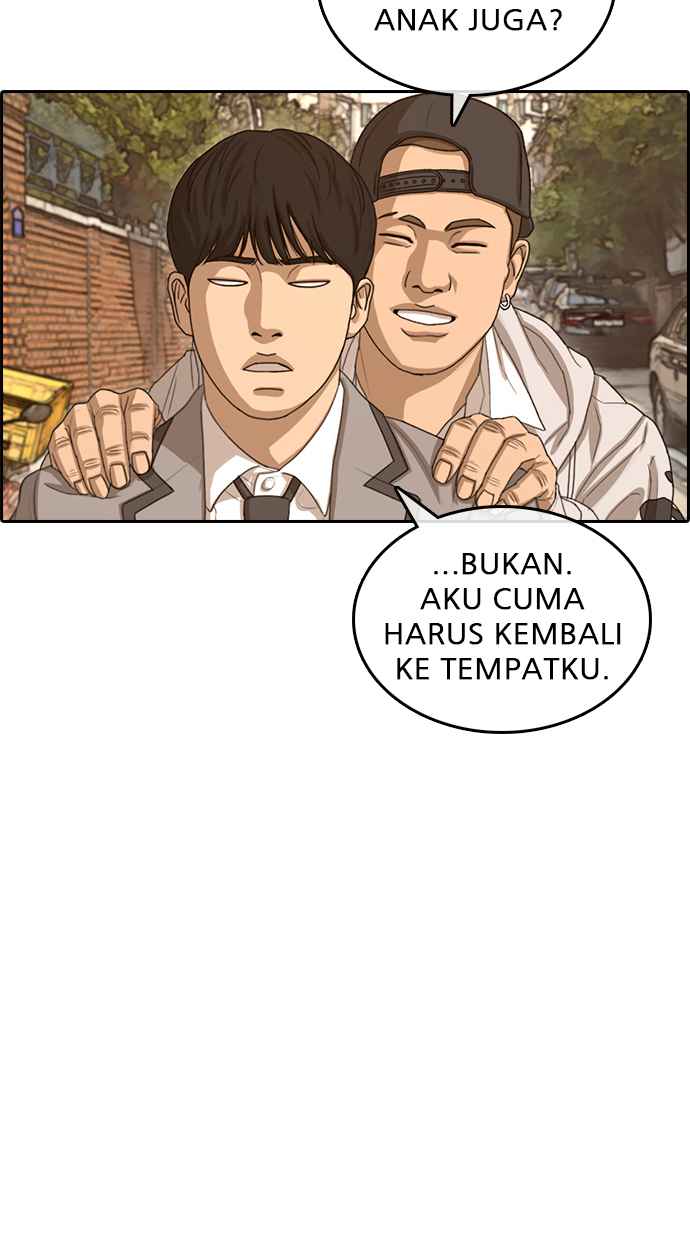 ANAK JUGA?
...BUKAN.
AKU CUMA
HARUS KEMBALI
KE TEMPATKU.